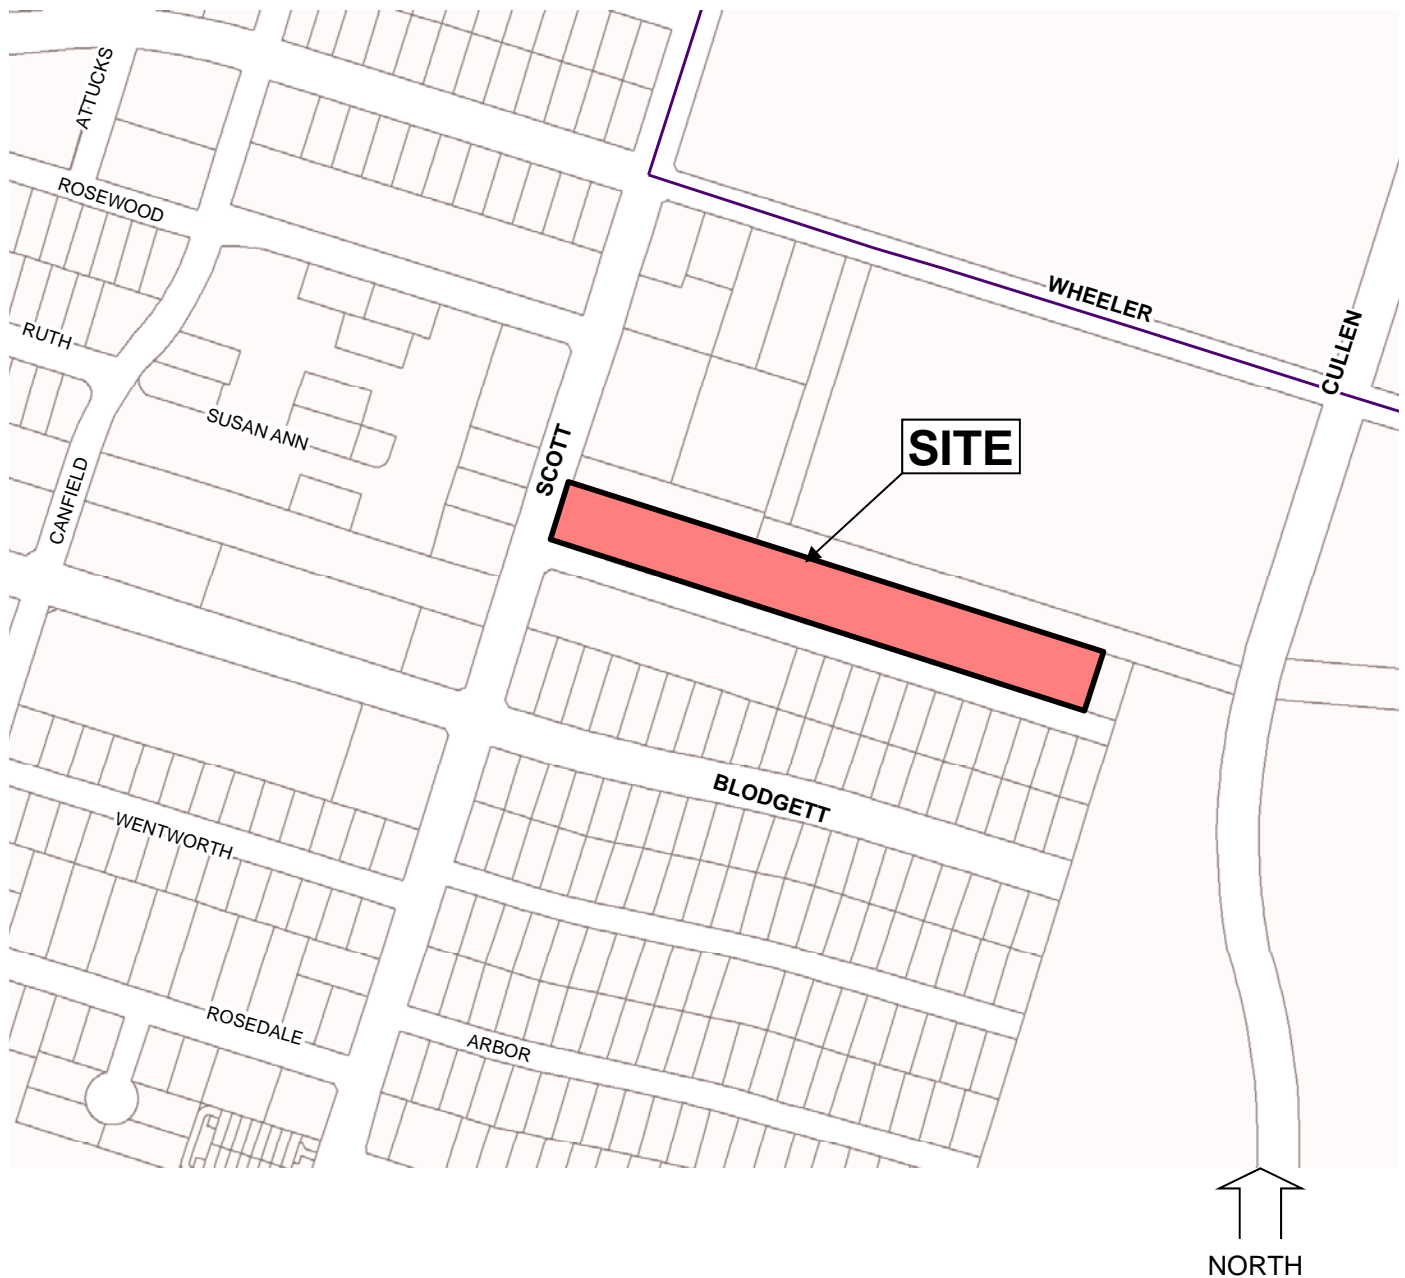 ATTUCKS
ROSEWOOD
WHEELER
CULLEN
RUTH
SUSAN ANN
SCOTT
SITE
CANFIELD
BLODGETT
WENTWORTH
ROSEDALE
ARBOR
NORTH